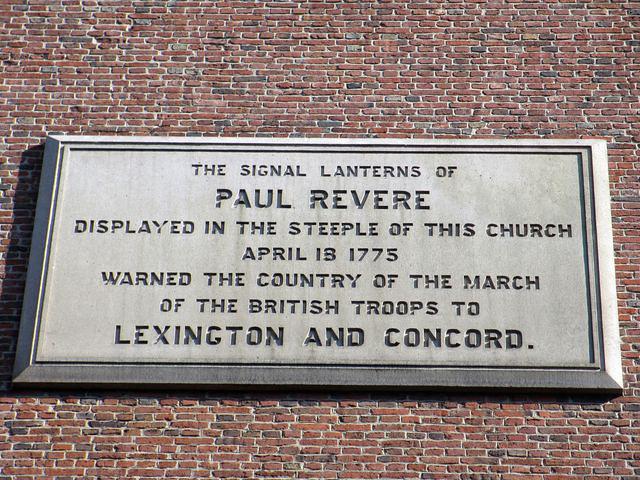 THE SIGNAL LANTERNS OF
PAUL REVERE
DISPLAYED IN THE STEEPLE OF THIS CHURCH
APRIL 18 1775
WARNED THE COUNTRY OF THE MARCH
OF THE BRITISH TROOPS TO
LEXINGTON AND CONCORD.